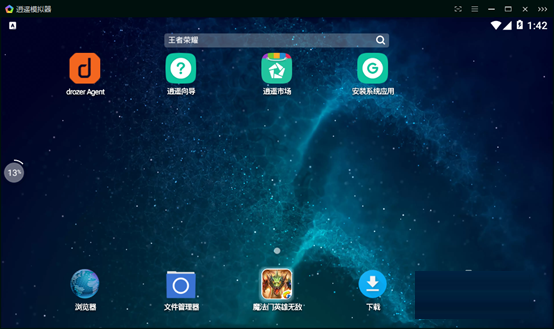 逍遥模拟器
A
1:42
王者荣耀
d
?
G
drozer Agent
逍遥向导
逍遥市场
安装系统应用
13%
浏览器
文件管理器
魔法门英雄无敌
下载